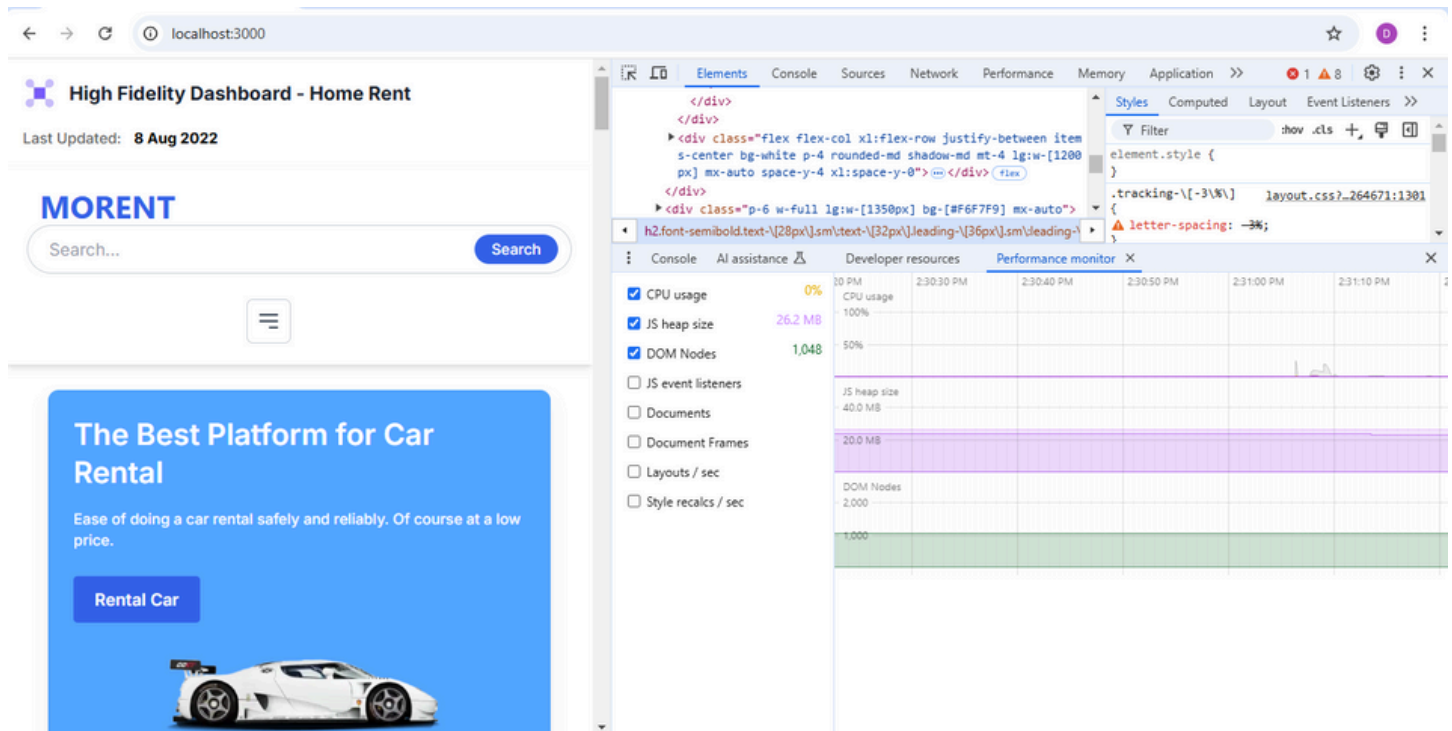 localhost:3000
D
High Fidelity Dashboard - Home Rent
Last Updated: 8 Aug 2022
MORENT
Search...
Search
The Best Platform for Car
Rental
Ease of doing a car rental safely and reliably. Of course at a low
price.
Rental Car
Elements Console Sources Network Performance Memory Application 1 8
</div>
</div>
<div class="flex flex-col xl:flex-row justify-between item
s-center bg-white p-4 rounded-md shadow-md mt-4 lg:w-[1200
px] mx-auto space-y-4 xl:space-y-0"> … </div> flex
</div>
<div class="p-6 w-full lg:w-[1350px] bg-[#F6F7F9] mx-auto">
h2.font-semibold.text-\[28px\].sm\:text-\[32px\].leading-\[36px\].sm\:leading-\
Styles Computed Layout Event Listeners
Filter :hov .cls
element.style {
}
.tracking-\[-3\%\] layout.css?…264671:1301
{
letter-spacing: -3%;
}
Console AI assistance Developer resources Performance monitor
CPU usage 0%
JS heap size 26.2 MB
DOM Nodes 1,048
JS event listeners
Documents
Document Frames
Layouts / sec
Style recalcs / sec
20 PM 2:30:30 PM 2:30:40 PM 2:30:50 PM 2:31:00 PM 2:31:10 PM 2
CPU usage
100%
50%
JS heap size
40.0 MB
20.0 MB
DOM Nodes
2,000
1,000